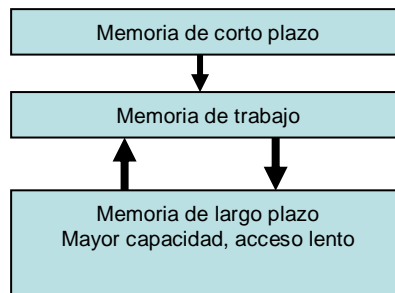 Memoria de corto plazo
Memoria de trabajo
Memoria de largo plazo
Mayor capacidad, acceso lento